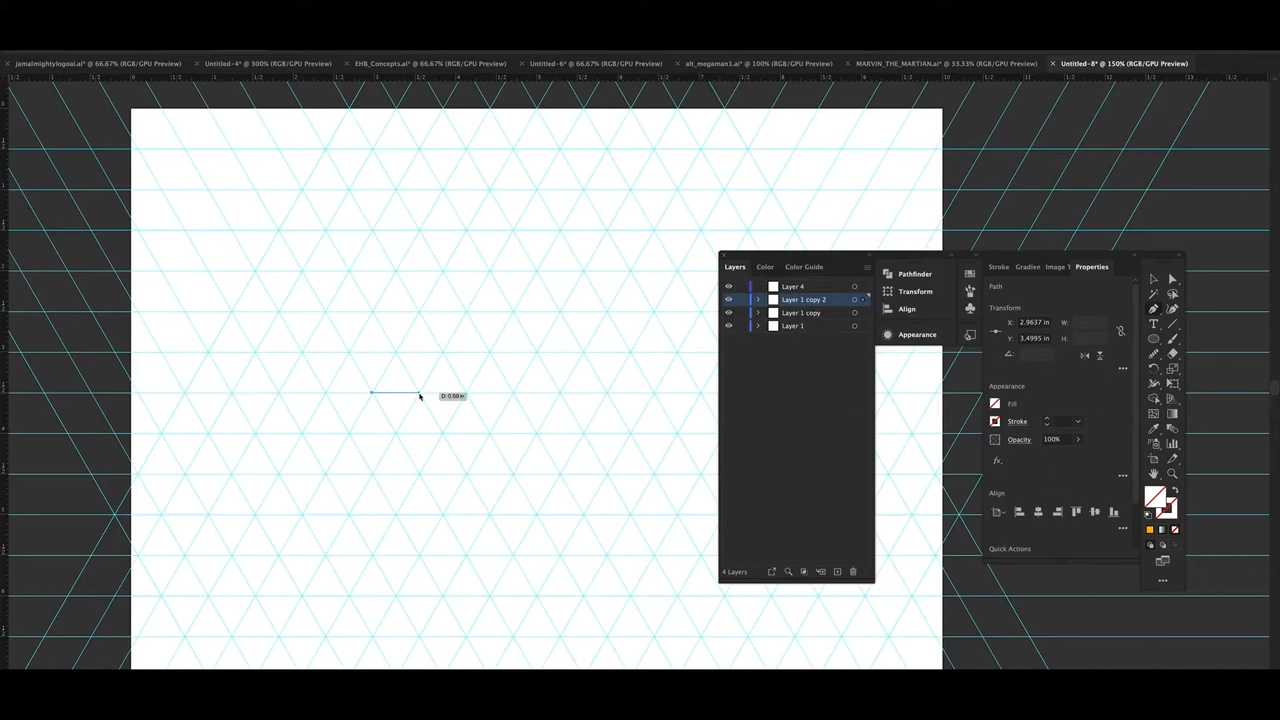 jamalmightylogoai.ai* @ 66.67% (RGB/GPU Preview)
Untitled-4* @ 300% (RGB/GPU Preview)
EHB_Concepts.ai* @ 66.67% (RGB/GPU Preview)
Untitled-6* @ 66.67% (RGB/GPU Preview)
alt_megaman1.ai* @ 100% (RGB/GPU Preview)
MARVIN_THE_MARTIAN.ai* @ 33.33% (RGB/GPU Preview)
Untitled-8* @ 150% (RGB/GPU Preview)
D: 0.59 in
Layers
Color
Color Guide
Layer 4
Layer 1 copy 2
Layer 1 copy
Layer 1
4 Layers
Pathfinder
Transform
Align
Appearance
Stroke
Gradien
Image T
Properties
Path
Transform
X: 2.9637 in
W:
Y: 3.4995 in
H:
Appearance
Fill
Stroke
Opacity
100%
fx.
Align
Quick Actions